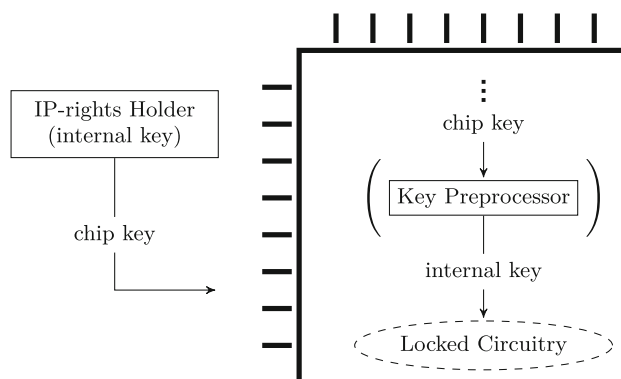 IP-rights Holder
(internal key)
chip key
chip key
( Key Preprocessor )
internal key
Locked Circuitry